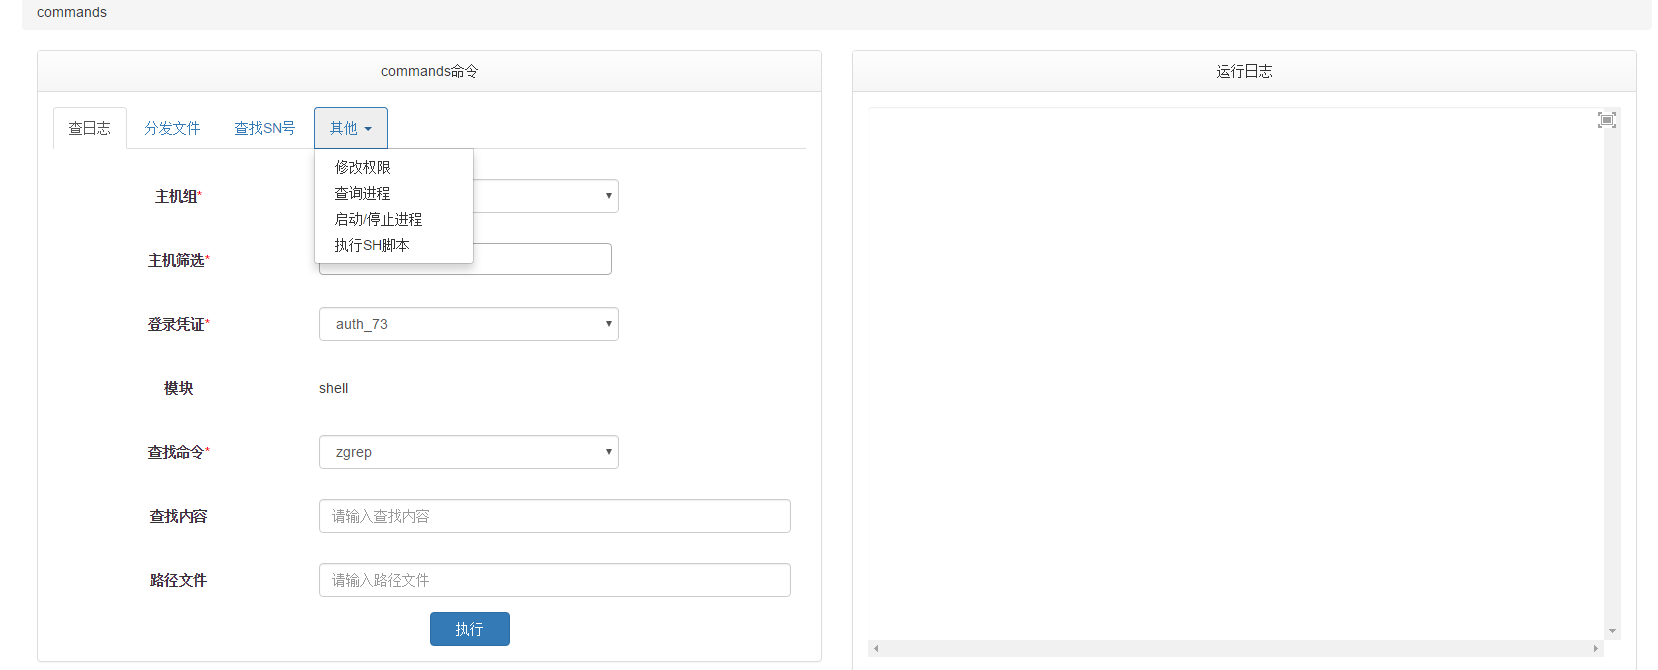 commands
commands命令
查日志 分发文件 查找SN号 其他
修改权限
查询进程
启动/停止进程
执行SH脚本
主机组*
主机筛选*
登录凭证* auth_73
模块 shell
查找命令* zgrep
查找内容 请输入查找内容
路径文件 请输入路径文件
执行
运行日志